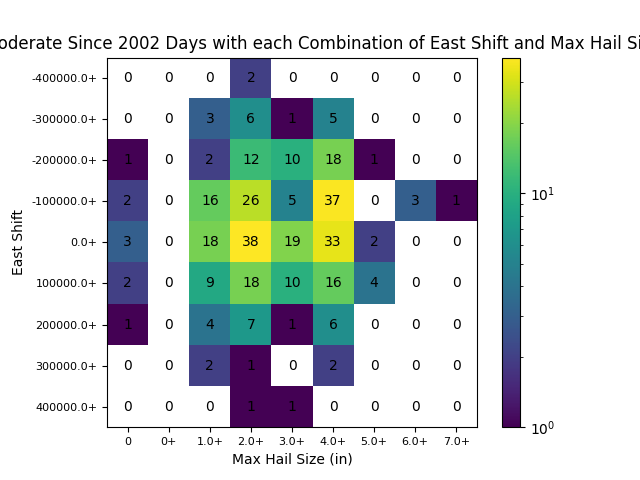 oderate Since 2002 Days with each Combination of East Shift and Max Hail Si
-400000.0+ 0 0 0 2 0 0 0 0 0
-300000.0+ 0 0 3 6 1 5 0 0 0
-200000.0+ 1 0 2 12 10 18 1 0 0
-100000.0+ 2 0 16 26 5 37 0 3 1
0.0+ 3 0 18 38 19 33 2 0 0
100000.0+ 2 0 9 18 10 16 4 0 0
200000.0+ 1 0 4 7 1 6 0 0 0
300000.0+ 0 0 2 1 0 2 0 0 0
400000.0+ 0 0 0 1 1 0 0 0 0
0 0+ 1.0+ 2.0+ 3.0+ 4.0+ 5.0+ 6.0+ 7.0+
Max Hail Size (in)
East Shift
10¹
10⁰